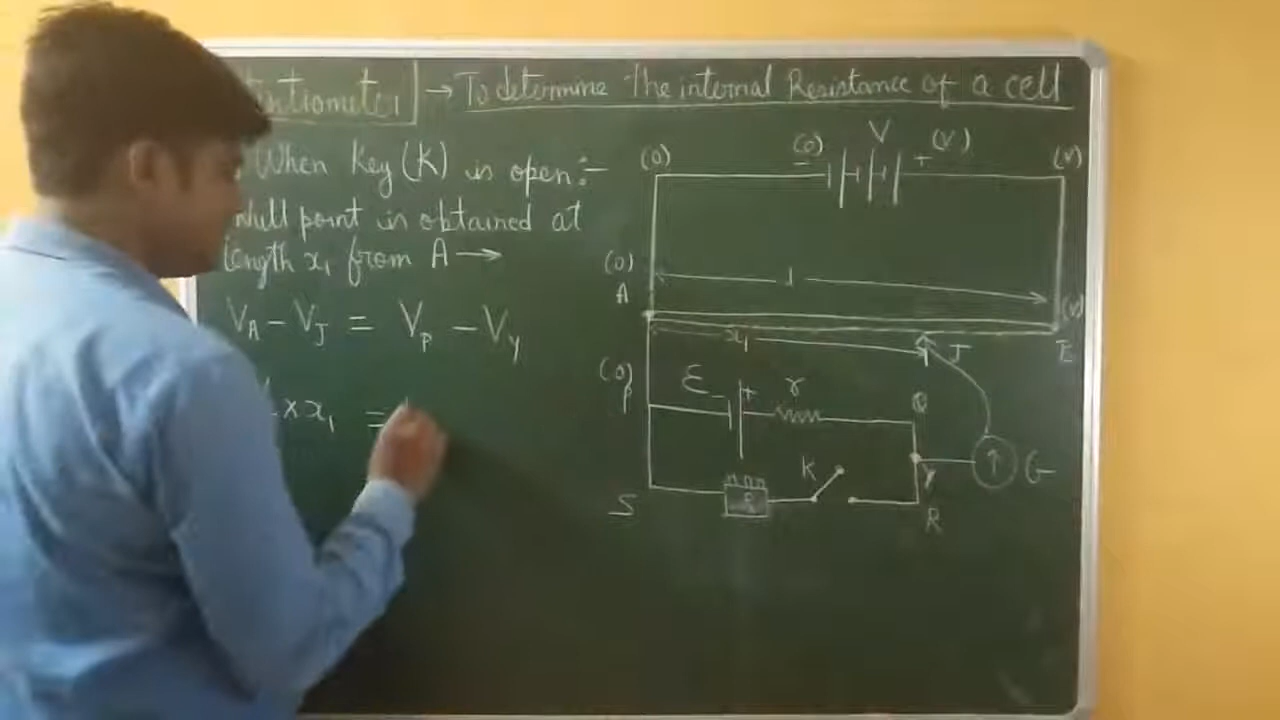 → To determine The internal Resistance of a cell
When Key (K) is open :-
Null point is obtained at
length x₁ from A →
V_A - V_J = V_P - V_Y
× x₁ =
(0) (0) V (V) (V)
- +
(0) l
A (V)
x₁ J E
(0) ε - + r Q
P
K Y G
S R R